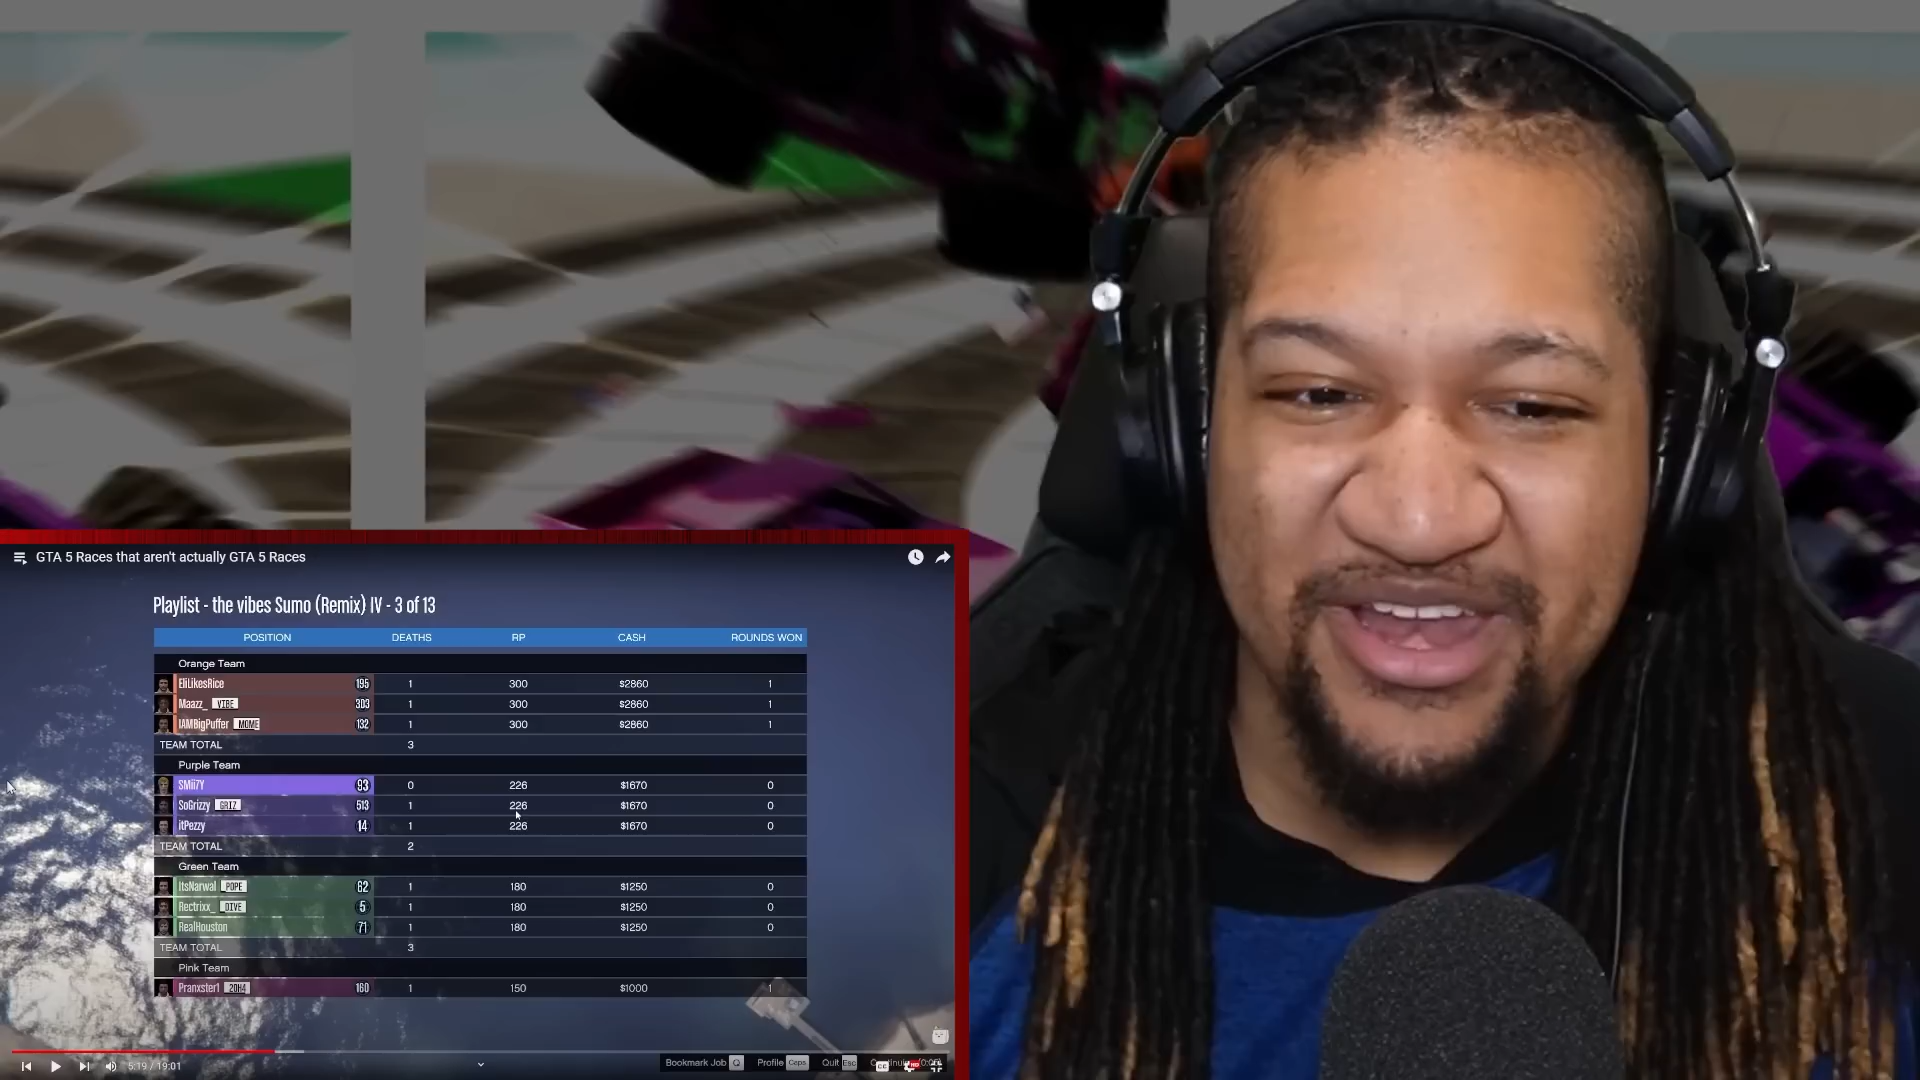 GTA 5 Races that aren't actually GTA 5 Races
Playlist - the vibes Sumo (Remix) IV - 3 of 13
POSITION DEATHS RP CASH ROUNDS WON
Orange Team
EliLikesRice 195 1 300 $2860 1
Maazz_ VIBE 303 1 300 $2860 1
IAMBigPuffer MOME 132 1 300 $2860 1
TEAM TOTAL 3
Purple Team
SMii7Y 93 0 226 $1670 0
SoGrizzy GRIZ 513 1 226 $1670 0
itPezzy 14 1 226 $1670 0
TEAM TOTAL 2
Green Team
ItsNarwal POPE 62 1 180 $1250 0
Rectrixx_ DIVE 5 1 180 $1250 0
RealHouston 71 1 180 $1250 0
TEAM TOTAL 3
Pink Team
Pranxster1 20H4 160 1 150 $1000 1
Bookmark Job Q Profile Caps Quit Esc
5:19 / 19:01